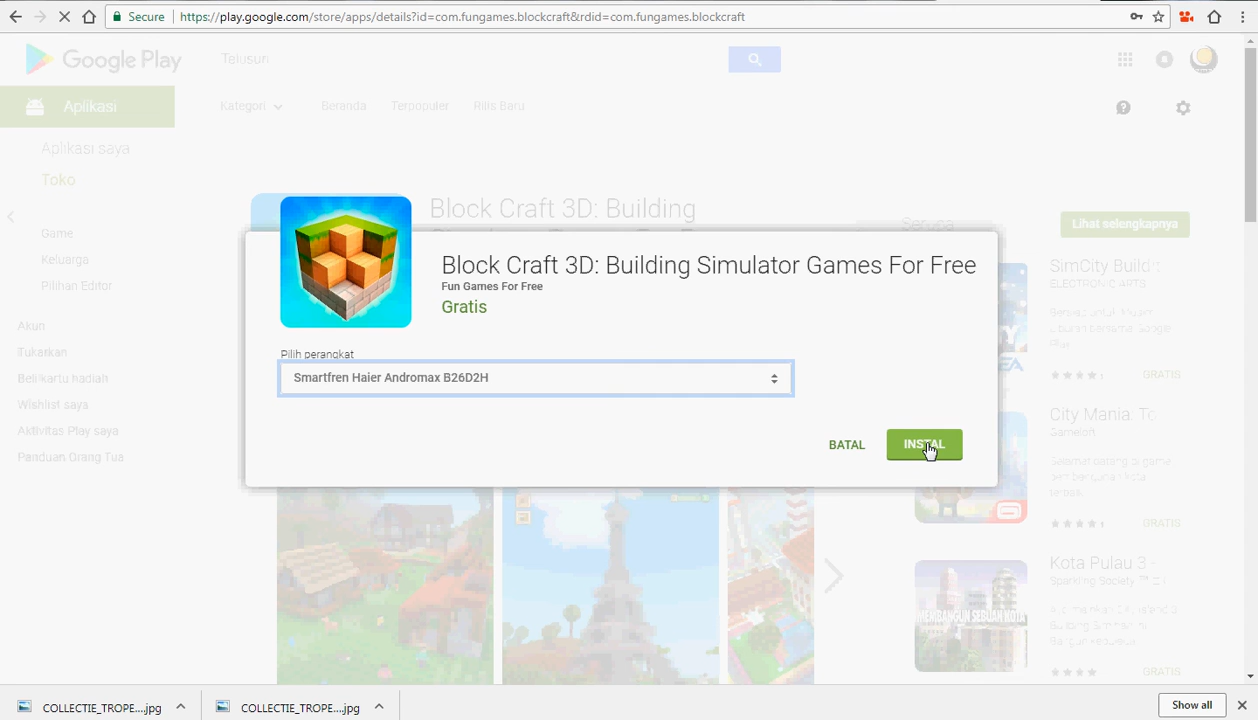 Secure
https://play.google.com/store/apps/details?id=com.fungames.blockcraft&rdid=com.fungames.blockcraft
Google Play
Telusuri
Aplikasi
Kategori
Beranda
Terpopuler
Rilis Baru
Aplikasi saya
Toko
Game
Keluarga
Pilihan Editor
Akun
Tukarkan
Beli kartu hadiah
Wishlist saya
Aktivitas Play saya
Panduan Orang Tua
Block Craft 3D: Building
Lihat selengkapnya
Block Craft 3D: Building Simulator Games For Free
Fun Games For Free
Gratis
Pilih perangkat
Smartfren Haier Andromax B26D2H
BATAL
INSTAL
SimCity
ELECTRONIC ARTS
GRATIS
City Mania: To
Gameloft
GRATIS
Kota Pulau 3 -
MEMBANGUN SEBUAH KOTA
GRATIS
COLLECTIE_TROPE....jpg
COLLECTIE_TROPE....jpg
Show all